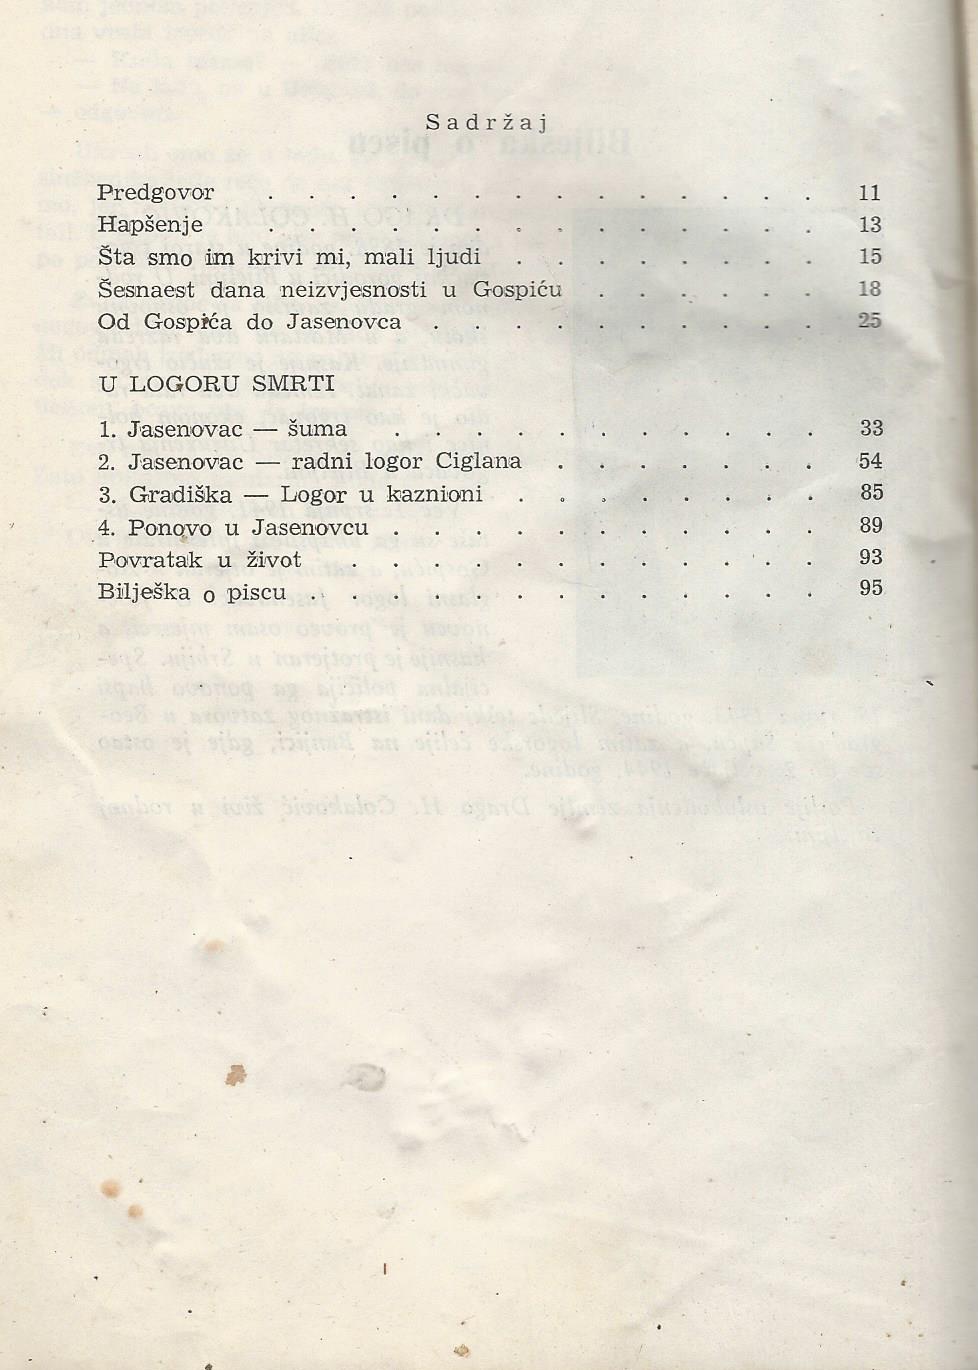 Sadržaj
Predgovor . . . . . . . . . . . . . . 11
Hapšenje . . . . . . . . . . . . . . 13
Šta smo im krivi mi, mali ljudi . . . . . . . . 15
Šesnaest dana neizvjesnosti u Gospiću . . . . . . 18
Od Gospića do Jasenovca . . . . . . . . . . 25
U LOGORU SMRTI
1. Jasenovac — šuma . . . . . . . . . . . 33
2. Jasenovac — radni logor Ciglana . . . . . . . 54
3. Gradiška — Logor u kaznioni . . . . . . . . 85
4. Ponovo u Jasenovcu . . . . . . . . . . . 89
Povratak u život . . . . . . . . . . . . 93
Bilješka o piscu . . . . . . . . . . . . . 95